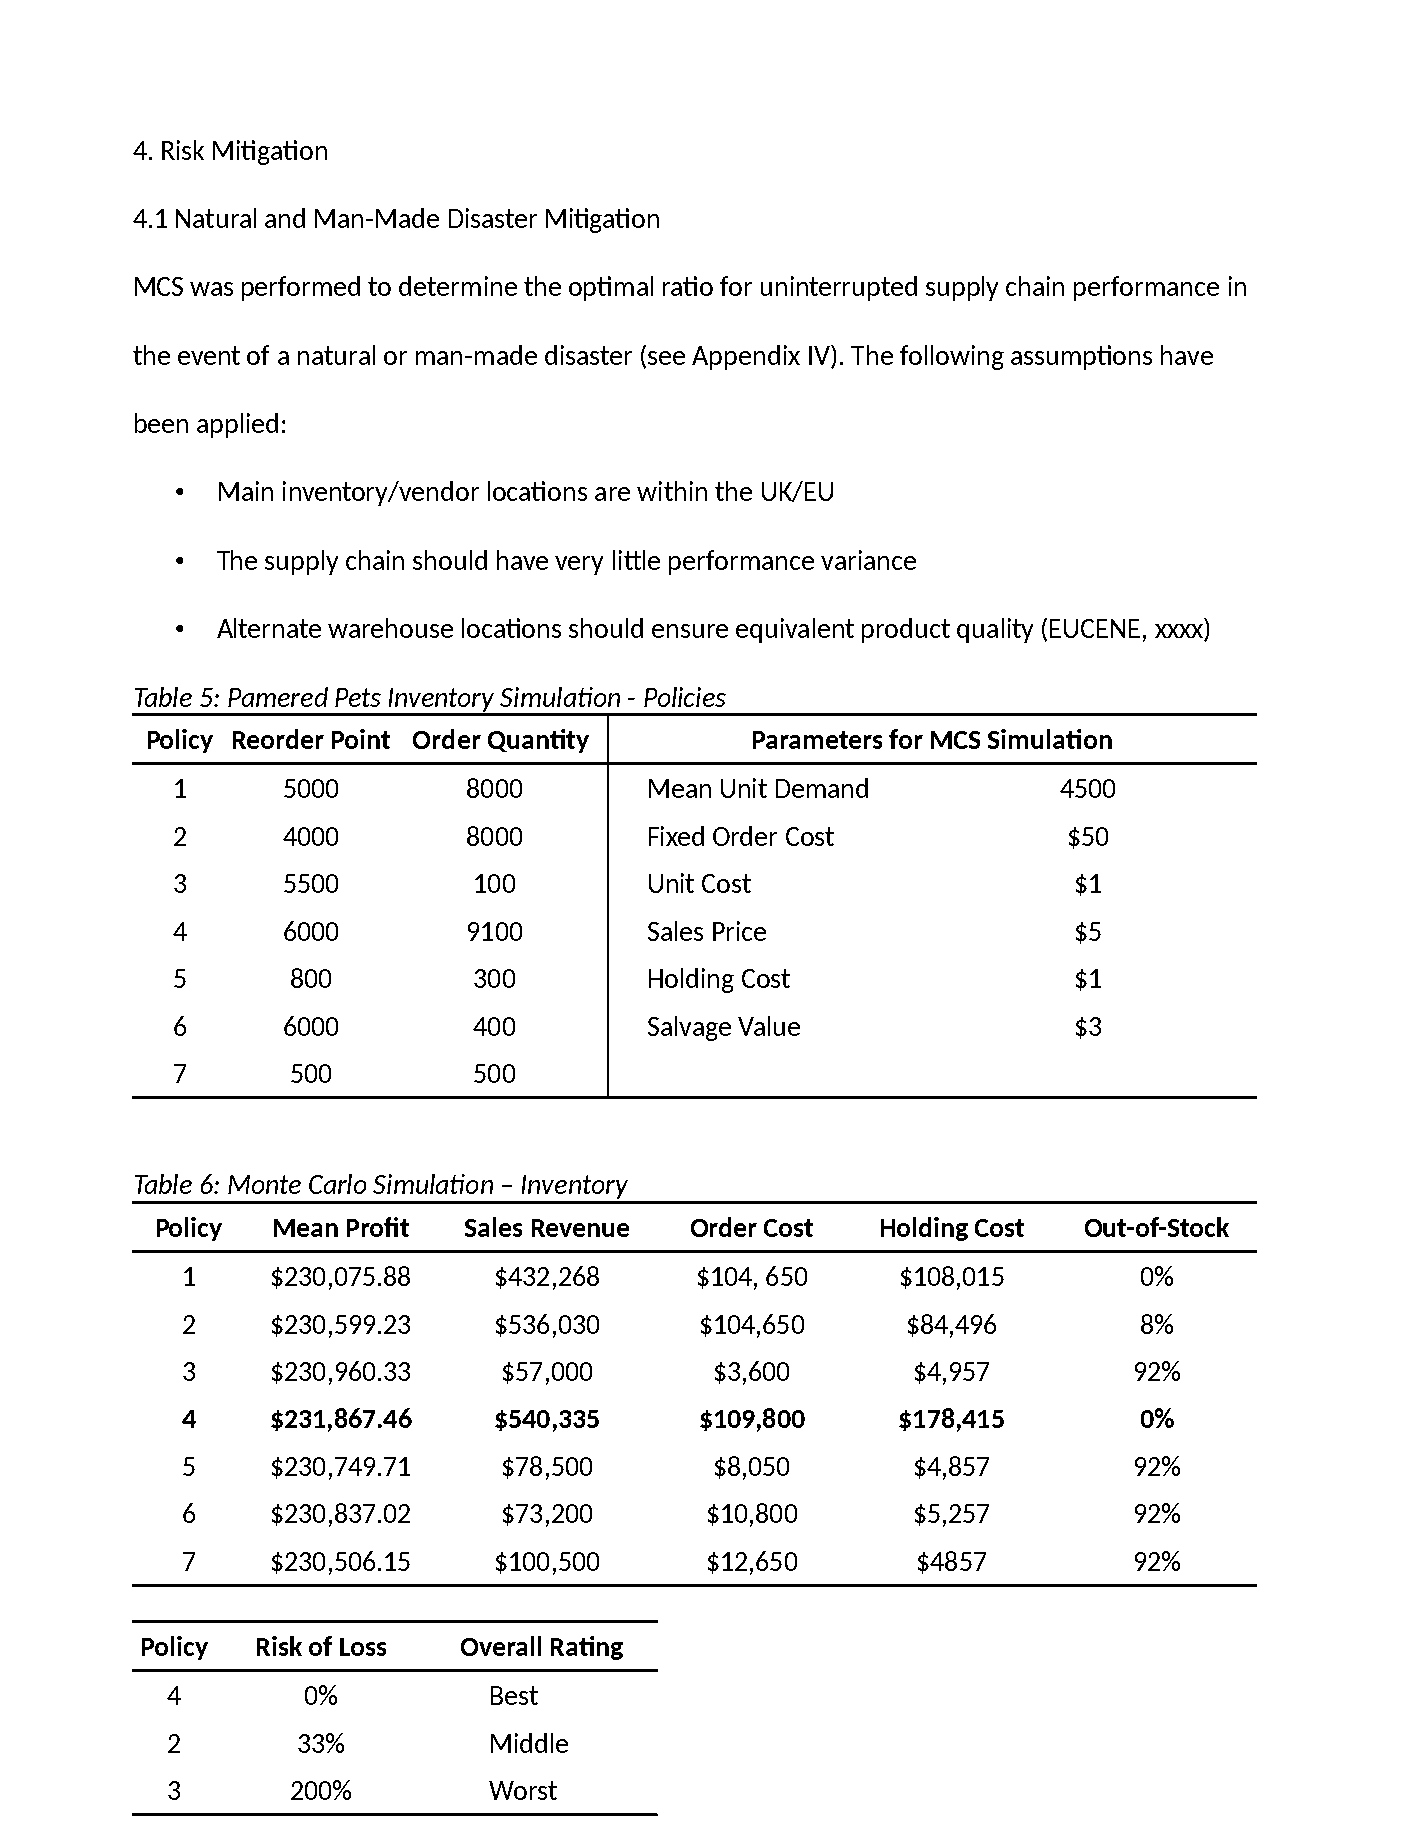 4. Risk Mitigation
4.1 Natural and Man-Made Disaster Mitigation
MCS was performed to determine the optimal ratio for uninterrupted supply chain performance in
the event of a natural or man-made disaster (see Appendix IV). The following assumptions have
been applied:
• Main inventory/vendor locations are within the UK/EU
• The supply chain should have very little performance variance
• Alternate warehouse locations should ensure equivalent product quality (EUCENE, xxxx)
Table 5: Pamered Pets Inventory Simulation - Policies
Policy Reorder Point Order Quantity Parameters for MCS Simulation
1 5000 8000 Mean Unit Demand 4500
2 4000 8000 Fixed Order Cost $50
3 5500 100 Unit Cost $1
4 6000 9100 Sales Price $5
5 800 300 Holding Cost $1
6 6000 400 Salvage Value $3
7 500 500
Table 6: Monte Carlo Simulation – Inventory
Policy Mean Profit Sales Revenue Order Cost Holding Cost Out-of-Stock
1 $230,075.88 $432,268 $104, 650 $108,015 0%
2 $230,599.23 $536,030 $104,650 $84,496 8%
3 $230,960.33 $57,000 $3,600 $4,957 92%
4 $231,867.46 $540,335 $109,800 $178,415 0%
5 $230,749.71 $78,500 $8,050 $4,857 92%
6 $230,837.02 $73,200 $10,800 $5,257 92%
7 $230,506.15 $100,500 $12,650 $4857 92%
Policy Risk of Loss Overall Rating
4 0% Best
2 33% Middle
3 200% Worst